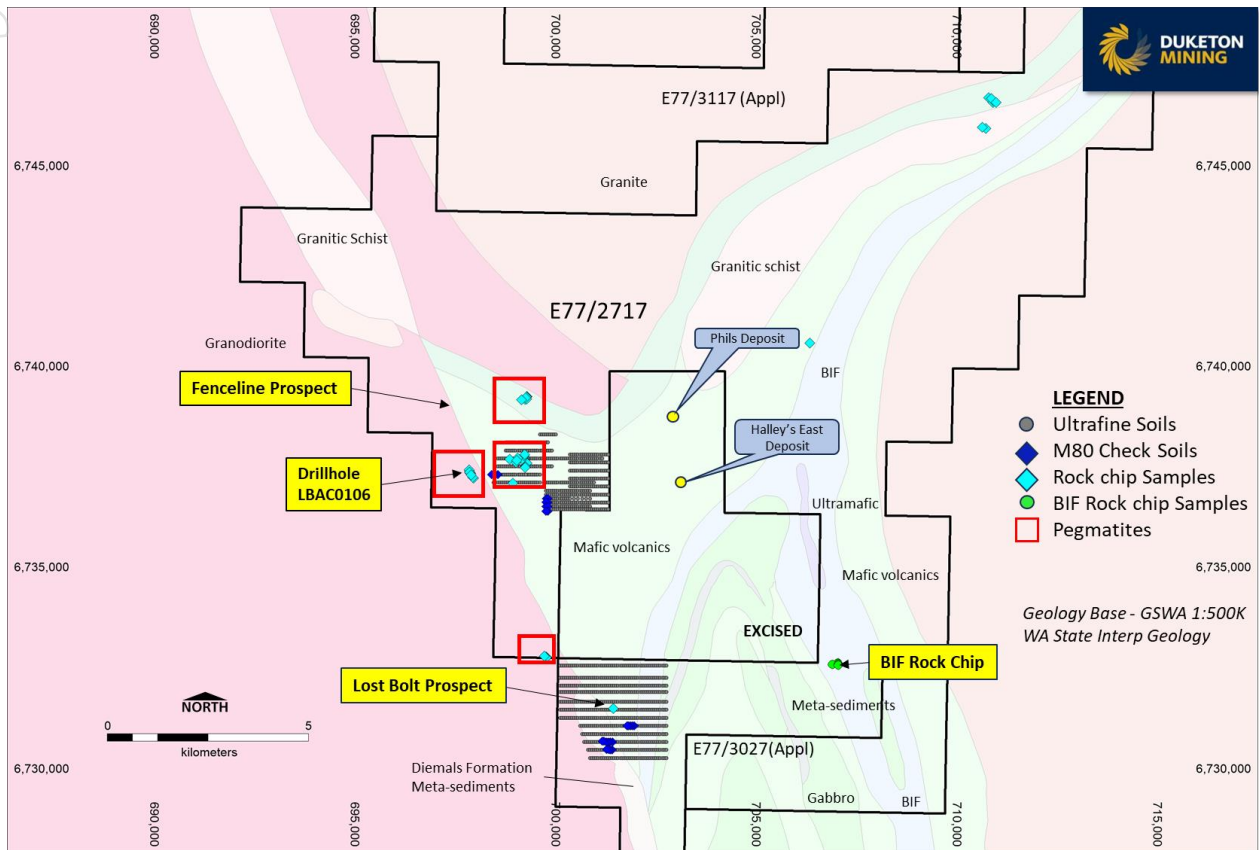 690,000
695,000
700,000
705,000
710,000
DUKETON
MINING
E77/3117 (Appl)
6,745,000
6,745,000
Granite
Granitic Schist
Granitic schist
E77/2717
Phils Deposit
Granodiorite
6,740,000
BIF
6,740,000
Fenceline Prospect
Halley's East
Deposit
LEGEND
Ultrafine Soils
M80 Check Soils
Rock chip Samples
BIF Rock chip Samples
Pegmatites
Drillhole
LBAC0106
Ultramafic
Mafic volcanics
6,735,000
Mafic volcanics
6,735,000
Geology Base - GSWA 1:500K
WA State Interp Geology
EXCISED
BIF Rock Chip
Lost Bolt Prospect
NORTH
0 5
kilometers
Meta-sediments
E77/3027(Appl)
6,730,000
6,730,000
Diemals Formation
Meta-sediments
Gabbro
BIF
690,000
695,000
700,000
705,000
710,000
715,000